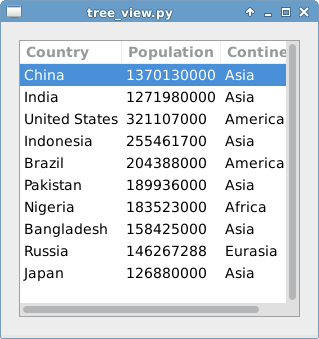 tree_view.py
Country Population Contine
China 1370130000 Asia
India 1271980000 Asia
United States 321107000 America
Indonesia 255461700 Asia
Brazil 204388000 America
Pakistan 189936000 Asia
Nigeria 183523000 Africa
Bangladesh 158425000 Asia
Russia 146267288 Eurasia
Japan 126880000 Asia